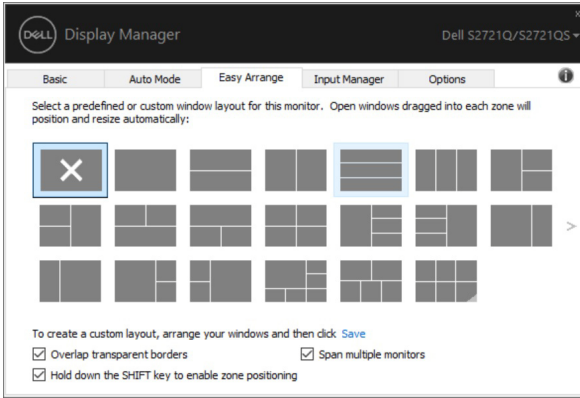 DELL Display Manager
Dell S2721Q/S2721QS
Basic Auto Mode Easy Arrange Input Manager Options
Select a predefined or custom window layout for this monitor. Open windows dragged into each zone will
position and resize automatically:
To create a custom layout, arrange your windows and then click Save
Overlap transparent borders
Span multiple monitors
Hold down the SHIFT key to enable zone positioning